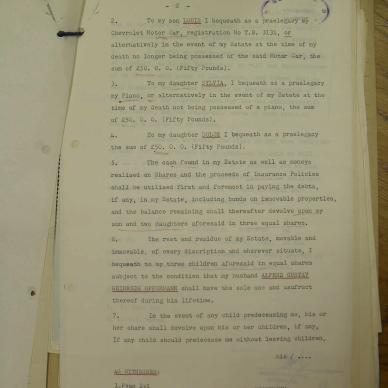 - 2 -
2. To my son LOUIS I bequeath as a praelegacy my
Chevrolet Motor Car, registration No T.S. 3131, or
alternatively in the event of my Estate at the time of my
death no longer being possessed of the said Motor Car, the
sum of £50. 0. 0. (Fifty Pounds).
3. To my daughter SYLVIA, I bequeath as a praelegacy
my Piano, or alternatively in the event of my Estate at the
time of my death not being possessed of a piano, the sum
of £50. 0. 0. (Fifty Pounds).
4. To my daughter DULCE I bequeath as a praelegacy
the sum of £50. 0. 0. (Fifty Pounds).
5. The cash found in my Estate as well as moneys
realised on Shares and the proceeds of Insurance Policies
shall be utilised first and foremost in paying the debts,
if any, in my Estate, including bonds on immovable properties,
and the balance remaining shall thereafter devolve upon my
son and two daughters aforesaid in three equal shares.
6. The rest and residue of my Estate, movable and
immovable, of every discription and wherever situate, I
bequeath to my three children aforesaid in equal shares
subject to the condition that my husband ALFRED GUSTAV
HEINRICH OPPERMANN shall have the sole use and usufruct
thereof during his lifetime.
7. In the event of any child predeceasing me, his or
her share shall devolve upon his or her children, if any,
If any child should predecease me without leaving children,
his/ ....
AS WITNESSES:
1.